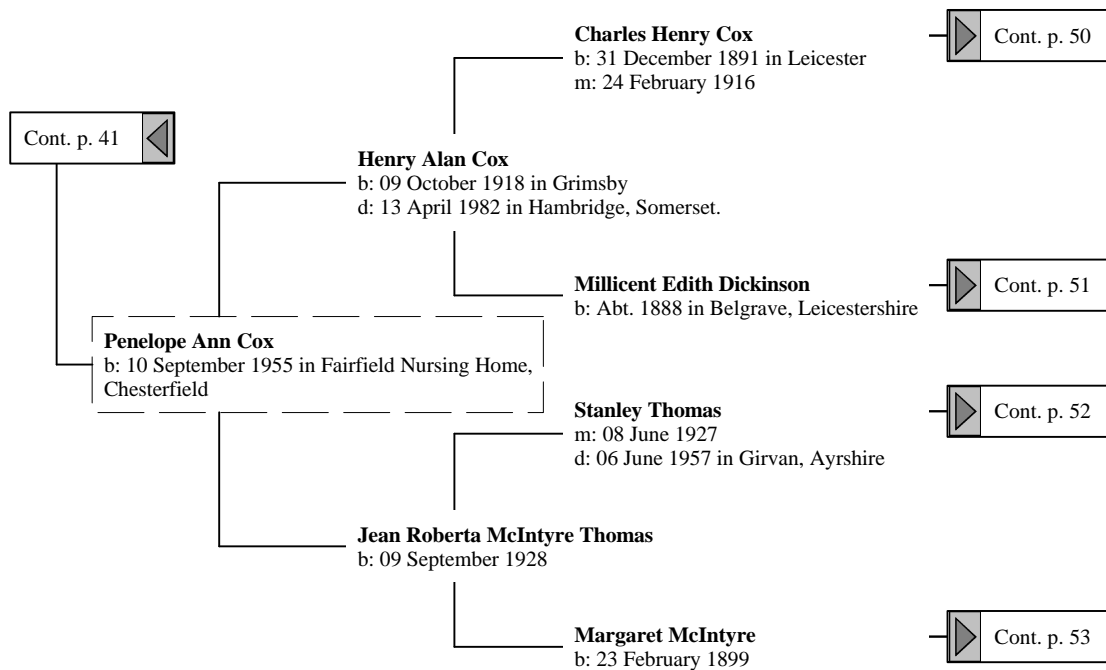 Charles Henry Cox
b: 31 December 1891 in Leicester
m: 24 February 1916
Cont. p. 50
Cont. p. 41
Henry Alan Cox
b: 09 October 1918 in Grimsby
d: 13 April 1982 in Hambridge, Somerset.
Millicent Edith Dickinson
b: Abt. 1888 in Belgrave, Leicestershire
Cont. p. 51
Penelope Ann Cox
b: 10 September 1955 in Fairfield Nursing Home,
Chesterfield
Stanley Thomas
m: 08 June 1927
d: 06 June 1957 in Girvan, Ayrshire
Cont. p. 52
Jean Roberta McIntyre Thomas
b: 09 September 1928
Margaret McIntyre
b: 23 February 1899
Cont. p. 53